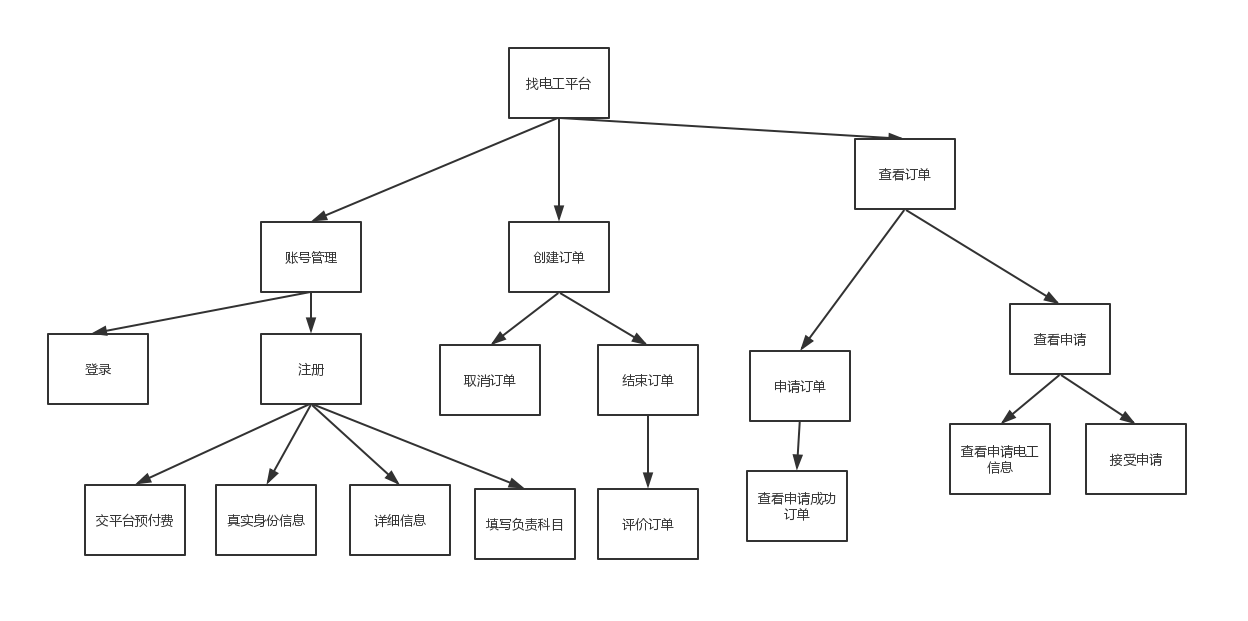 找电工平台
查看订单
账号管理
创建订单
查看申请
登录
注册
取消订单
结束订单
申请订单
查看申请电工
信息
接受申请
交平台预付费
真实身份信息
详细信息
填写负责科目
评价订单
查看申请成功
订单